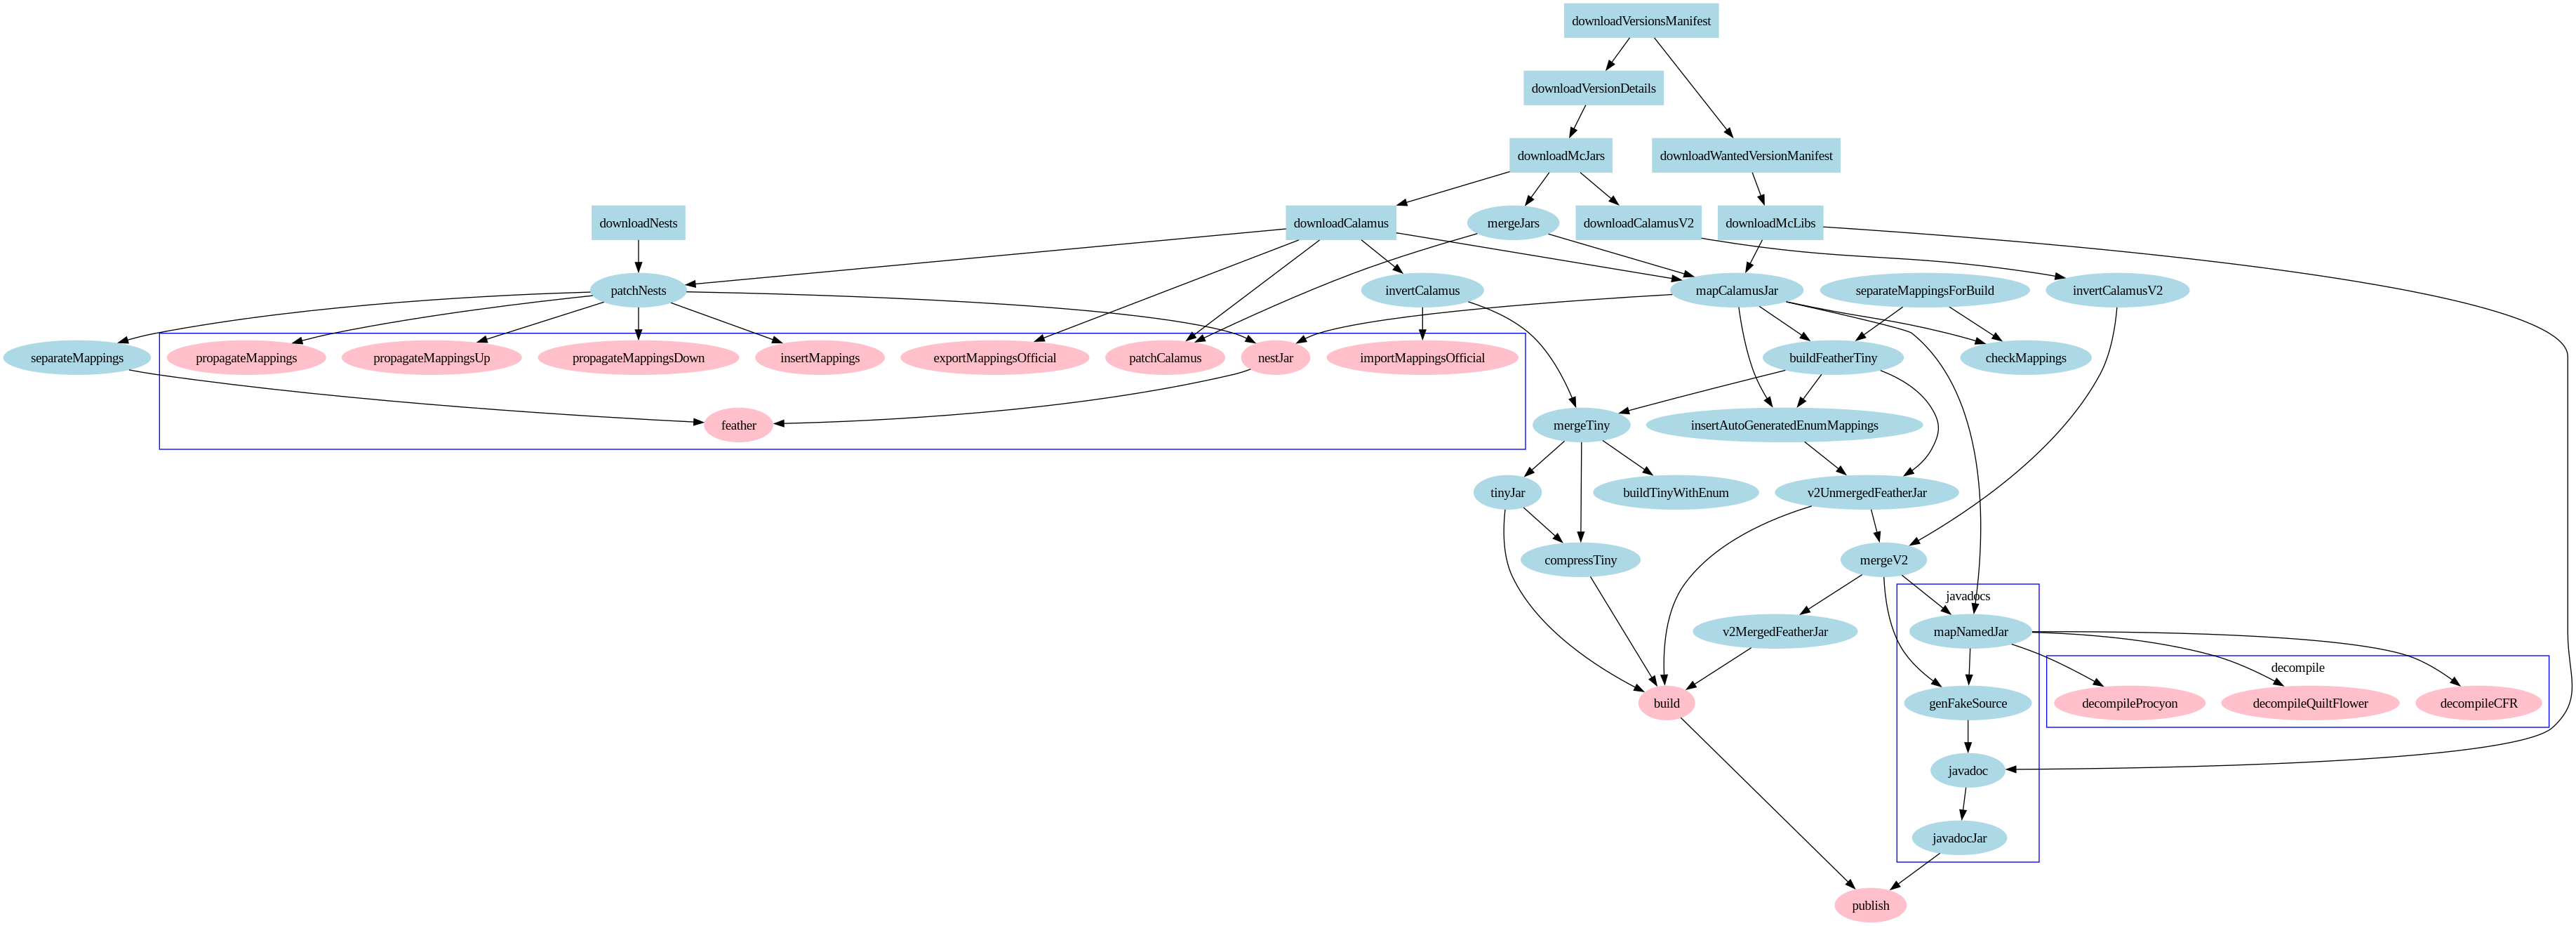 downloadVersionsManifest
downloadVersionDetails
downloadMcJars
downloadWantedVersionManifest
downloadNests
downloadCalamus
mergeJars
downloadCalamusV2
downloadMcLibs
patchNests
invertCalamus
mapCalamusJar
separateMappingsForBuild
invertCalamusV2
separateMappings
propagateMappings
propagateMappingsUp
propagateMappingsDown
insertMappings
exportMappingsOfficial
patchCalamus
nestJar
importMappingsOfficial
buildFeatherTiny
checkMappings
feather
mergeTiny
insertAutoGeneratedEnumMappings
tinyJar
buildTinyWithEnum
v2UnmergedFeatherJar
compressTiny
mergeV2
javadocs
v2MergedFeatherJar
mapNamedJar
decompile
build
genFakeSource
decompileProcyon
decompileQuiltFlower
decompileCFR
javadoc
javadocJar
publish